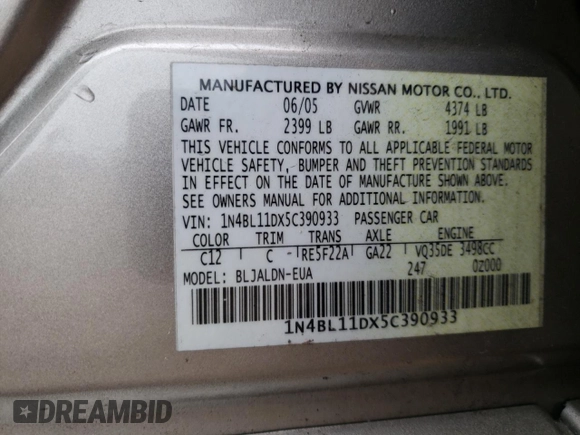 MANUFACTURED BY NISSAN MOTOR CO., LTD.
DATE 06/05 GVWR 4374 LB
GAWR FR. 2399 LB GAWR RR. 1991 LB
THIS VEHICLE CONFORMS TO ALL APPLICABLE FEDERAL MOTOR
VEHICLE SAFETY, BUMPER AND THEFT PREVENTION STANDARDS
IN EFFECT ON THE DATE OF MANUFACTURE SHOWN ABOVE.
SEE OWNERS MANUAL FOR ADDITIONAL INFORMATION.
VIN: 1N4BL11DX5C390933 PASSENGER CAR
COLOR TRIM TRANS AXLE ENGINE
C12 C RE5F22A GA22 VQ35DE 3498CC
MODEL: BLJALDN-EUA 247 0Z000
1N4BL11DX5C390933
DREAMBID